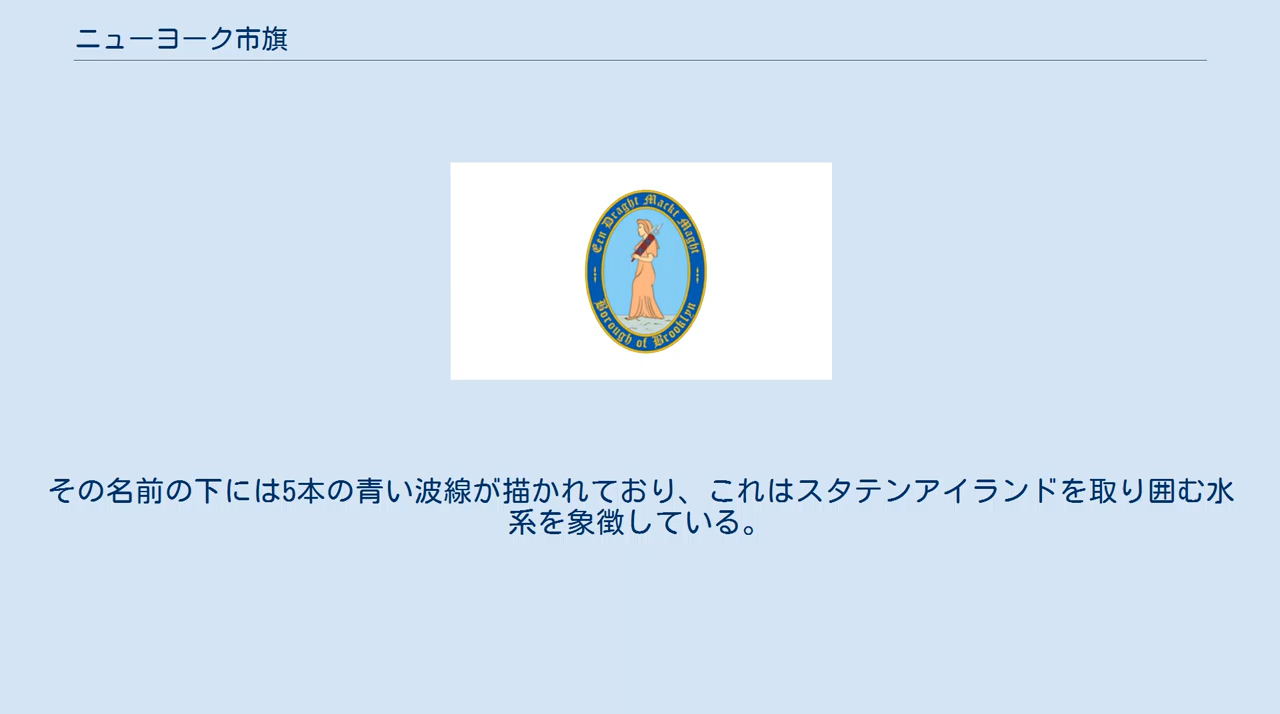 ニューヨーク市旗
Een Draght Mackt Maght
Borough of Brooklyn
その名前の下には5本の青い波線が描かれており、これはスタテンアイランドを取り囲む水
系を象徴している。